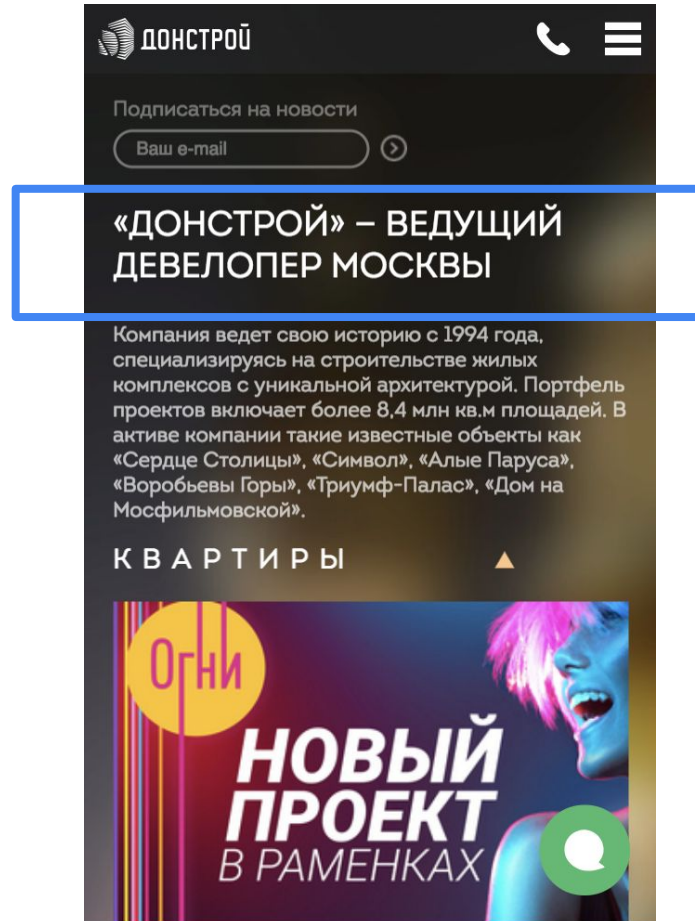 ДОНСТРОЙ
Подписаться на новости
Ваш e-mail
«ДОНСТРОЙ» – ВЕДУЩИЙ
ДЕВЕЛОПЕР МОСКВЫ
Компания ведет свою историю с 1994 года,
специализируясь на строительстве жилых
комплексов с уникальной архитектурой. Портфель
проектов включает более 8,4 млн кв.м площадей. В
активе компании такие известные объекты как
«Сердце Столицы», «Символ», «Алые Паруса»,
«Воробьевы Горы», «Триумф-Палас», «Дом на
Мосфильмовской».
КВАРТИРЫ
Огни
НОВЫЙ
ПРОЕКТ
В РАМЕНКАХ